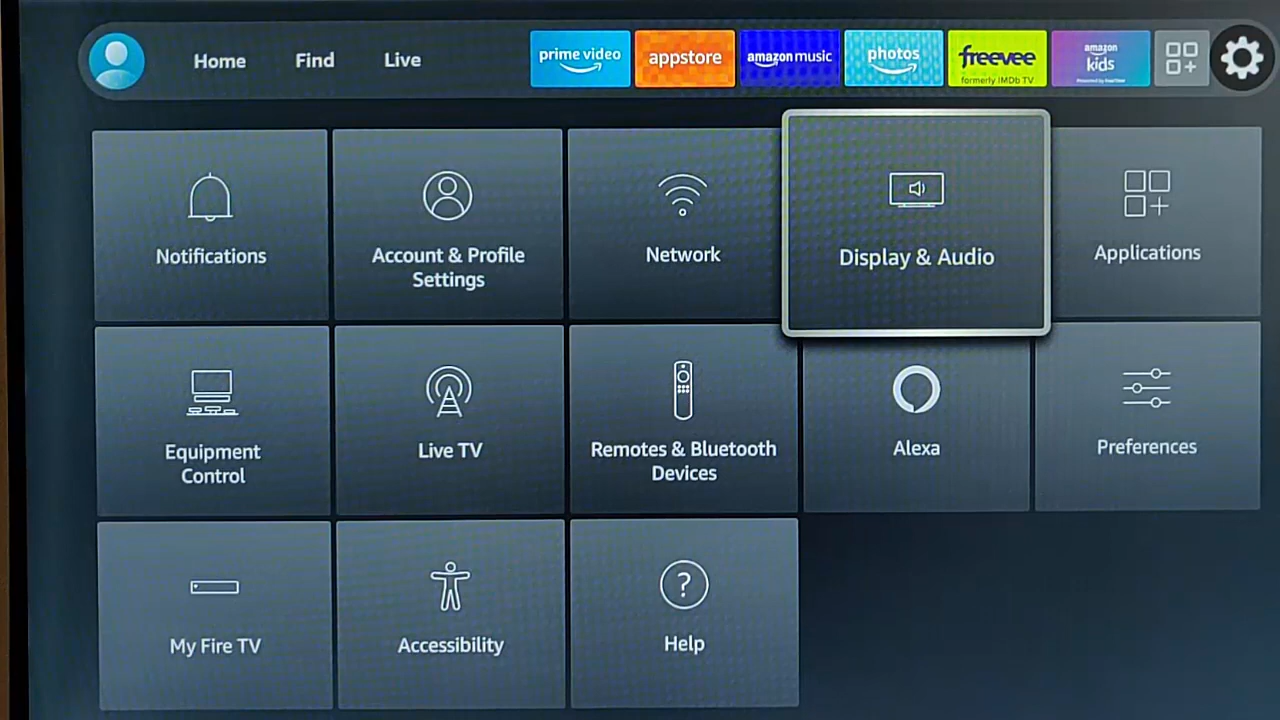 Home Find Live prime video appstore amazon music photos freevee formerly IMDb TV amazon kids
Notifications
Account & Profile
Settings
Network
Display & Audio
Applications
Equipment
Control
Live TV
Remotes & Bluetooth
Devices
Alexa
Preferences
My Fire TV
Accessibility
?
Help